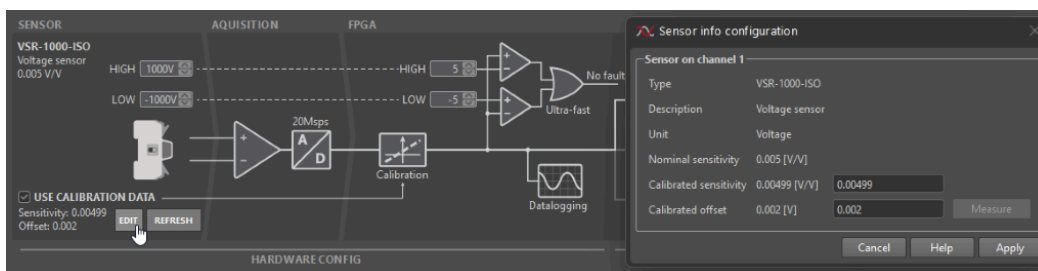 SENSOR
AQUISITION
FPGA
VSR-1000-ISO
Voltage sensor
0.005 V/V
HIGH 1000V
HIGH 5
LOW -1000V
LOW -5
No fault
Ultra-fast
20Msps
A
D
Calibration
Datalogging
USE CALIBRATION DATA
Sensitivity: 0.00499
Offset: 0.002
EDIT
REFRESH
HARDWARE CONFIG
Sensor info configuration
Sensor on channel 1
Type VSR-1000-ISO
Description Voltage sensor
Unit Voltage
Nominal sensitivity 0.005 [V/V]
Calibrated sensitivity 0.00499 [V/V] 0.00499
Calibrated offset 0.002 [V] 0.002 Measure
Cancel Help Apply